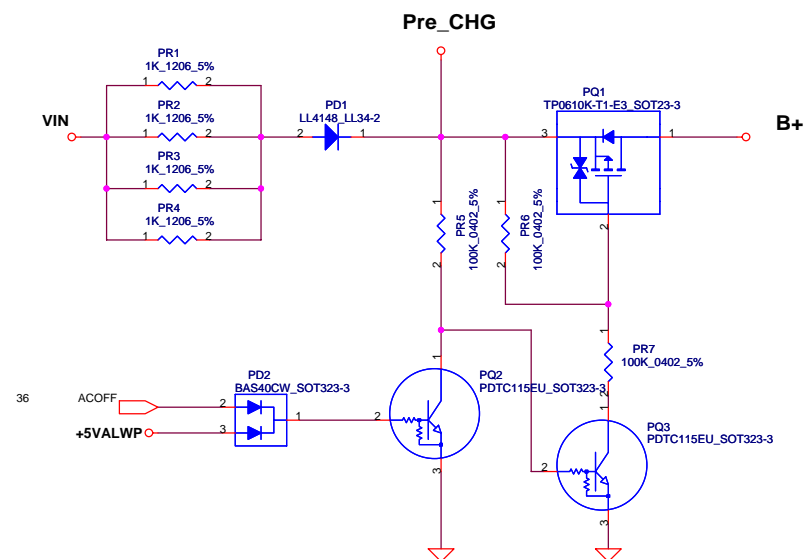 Pre_CHG
PR1
1K_1206_5%
1
2
PR2
1K_1206_5%
1
2
PR3
1K_1206_5%
1
2
PR4
1K_1206_5%
1
2
VIN
PD1
LL4148_LL34-2
2
1
PQ1
TP0610K-T1-E3_SOT23-3
3
1
2
B+
PR5
100K_0402_5%
1
2
PR6
100K_0402_5%
1
2
PR7
100K_0402_5%
1
2
36
ACOFF
+5VALWP
PD2
BAS40CW_SOT323-3
2
3
1
PQ2
PDTC115EU_SOT323-3
1
2
3
PQ3
PDTC115EU_SOT323-3
1
2
3